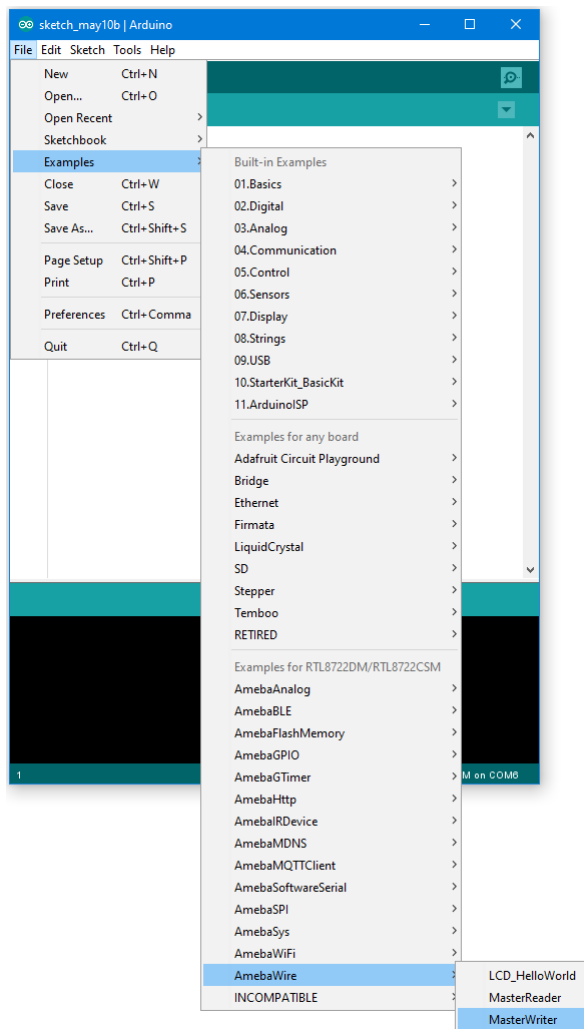 sketch_may10b | Arduino
File Edit Sketch Tools Help
New Ctrl+N
Open... Ctrl+O
Open Recent
Sketchbook
Examples
Close Ctrl+W
Save Ctrl+S
Save As... Ctrl+Shift+S
Page Setup Ctrl+Shift+P
Print Ctrl+P
Preferences Ctrl+Comma
Quit Ctrl+Q
Built-in Examples
01.Basics
02.Digital
03.Analog
04.Communication
05.Control
06.Sensors
07.Display
08.Strings
09.USB
10.StarterKit_BasicKit
11.ArduinoISP
Examples for any board
Adafruit Circuit Playground
Bridge
Ethernet
Firmata
LiquidCrystal
SD
Stepper
Temboo
RETIRED
Examples for RTL8722DM/RTL8722CSM
AmebaAnalog
AmebaBLE
AmebaFlashMemory
AmebaGPIO
AmebaGTimer
AmebaHttp
AmebaIRDevice
AmebaMDNS
AmebaMQTTClient
AmebaSoftwareSerial
AmebaSPI
AmebaSys
AmebaWiFi
AmebaWire
INCOMPATIBLE
LCD_HelloWorld
MasterReader
MasterWriter
1 M on COM6